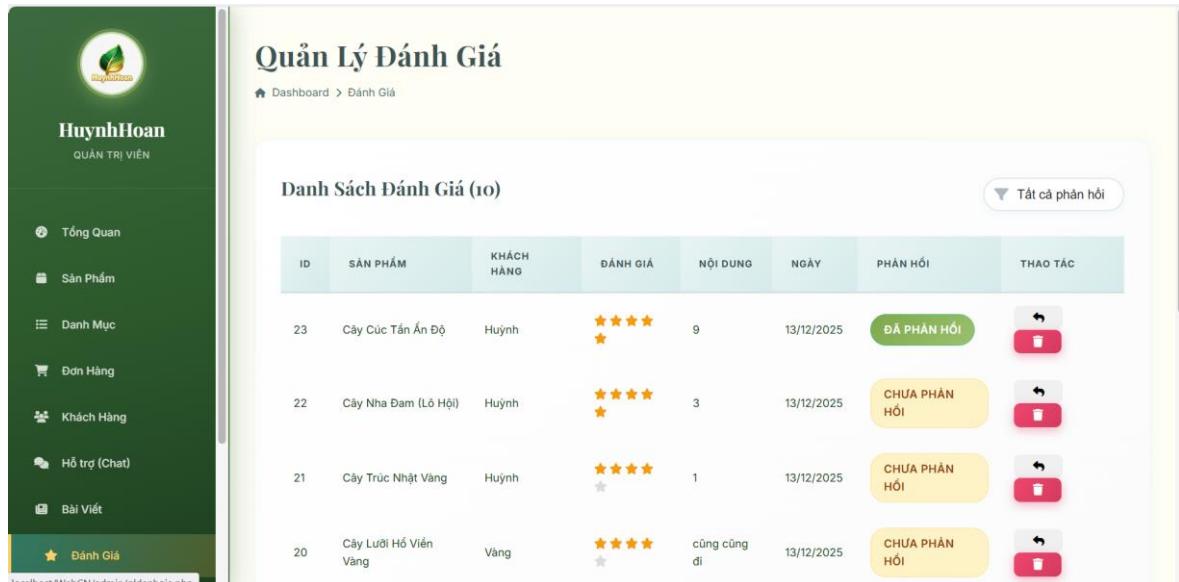 HuynhHoan
HuynhHoan
QUẢN TRỊ VIÊN
Tổng Quan
Sản Phẩm
Danh Mục
Đơn Hàng
Khách Hàng
Hỗ trợ (Chat)
Bài Viết
Đánh Giá
Quản Lý Đánh Giá
Dashboard > Đánh Giá
Danh Sách Đánh Giá (10)
Tất cả phản hồi
ID SẢN PHẨM KHÁCH HÀNG ĐÁNH GIÁ NỘI DUNG NGÀY PHẢN HỒI THAO TÁC
23 Cây Cúc Tần Ấn Độ Huỳnh 9 13/12/2025 ĐÃ PHẢN HỒI
22 Cây Nha Đam (Lô Hội) Huỳnh 3 13/12/2025 CHƯA PHẢN HỒI
21 Cây Trúc Nhật Vàng Huỳnh 1 13/12/2025 CHƯA PHẢN HỒI
20 Cây Lưỡi Hổ Viền Vàng Vàng cũng cũng đi 13/12/2025 CHƯA PHẢN HỒI